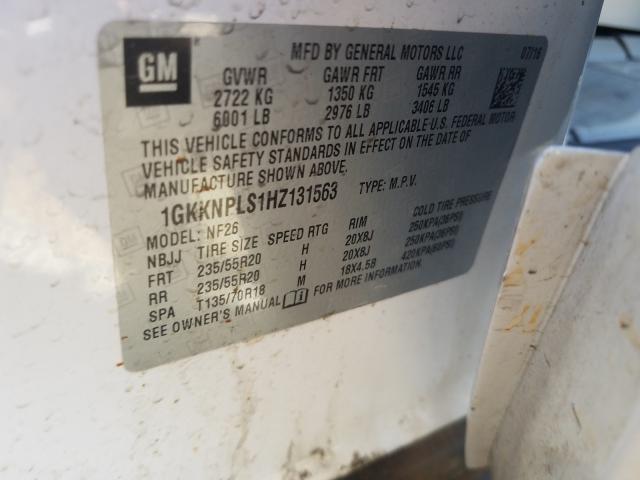 GM
MFD BY GENERAL MOTORS LLC 07/16
GVWR GAWR FRT GAWR RR
2722 KG 1350 KG 1545 KG
6001 LB 2976 LB 3406 LB
THIS VEHICLE CONFORMS TO ALL APPLICABLE U.S. FEDERAL MOTOR
VEHICLE SAFETY STANDARDS IN EFFECT ON THE DATE OF
MANUFACTURE SHOWN ABOVE.
1GKKNPLS1HZ131563 TYPE: M.P.V.
MODEL: NF26
NBJJ TIRE SIZE SPEED RTG RIM
FRT 235/55R20 H 20X8J 250KPA(36PSI)
RR 235/55R20 H 20X8J 250KPA(36PSI)
SPA T135/70R18 M 18X4.5B 420KPA(60PSI)
SEE OWNER'S MANUAL FOR MORE INFORMATION.